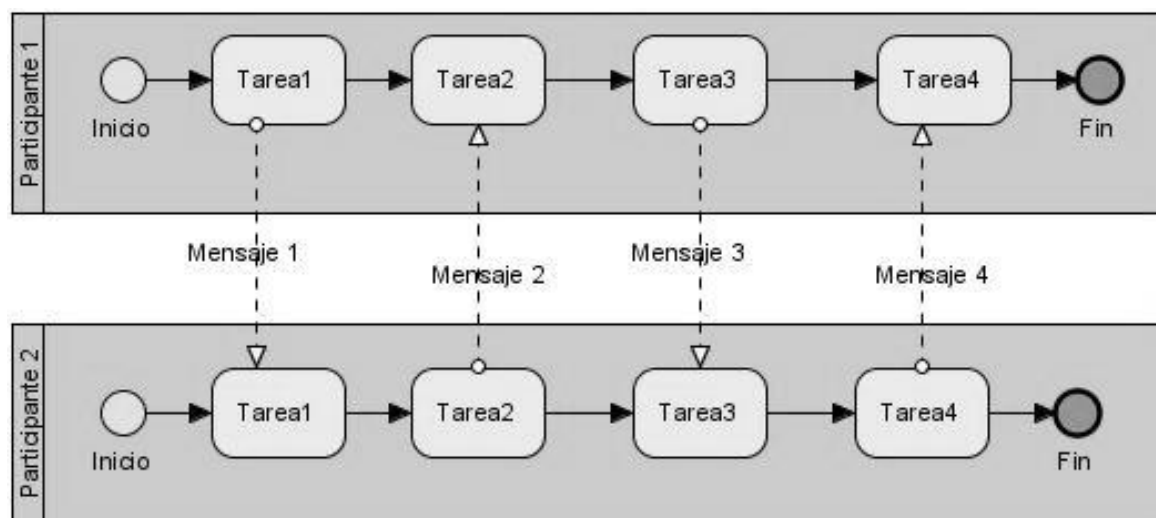 Participante 1
Inicio
Tarea1
Tarea2
Tarea3
Tarea4
Fin
Mensaje 1
Mensaje 2
Mensaje 3
Mensaje 4
Participante 2
Inicio
Tarea1
Tarea2
Tarea3
Tarea4
Fin